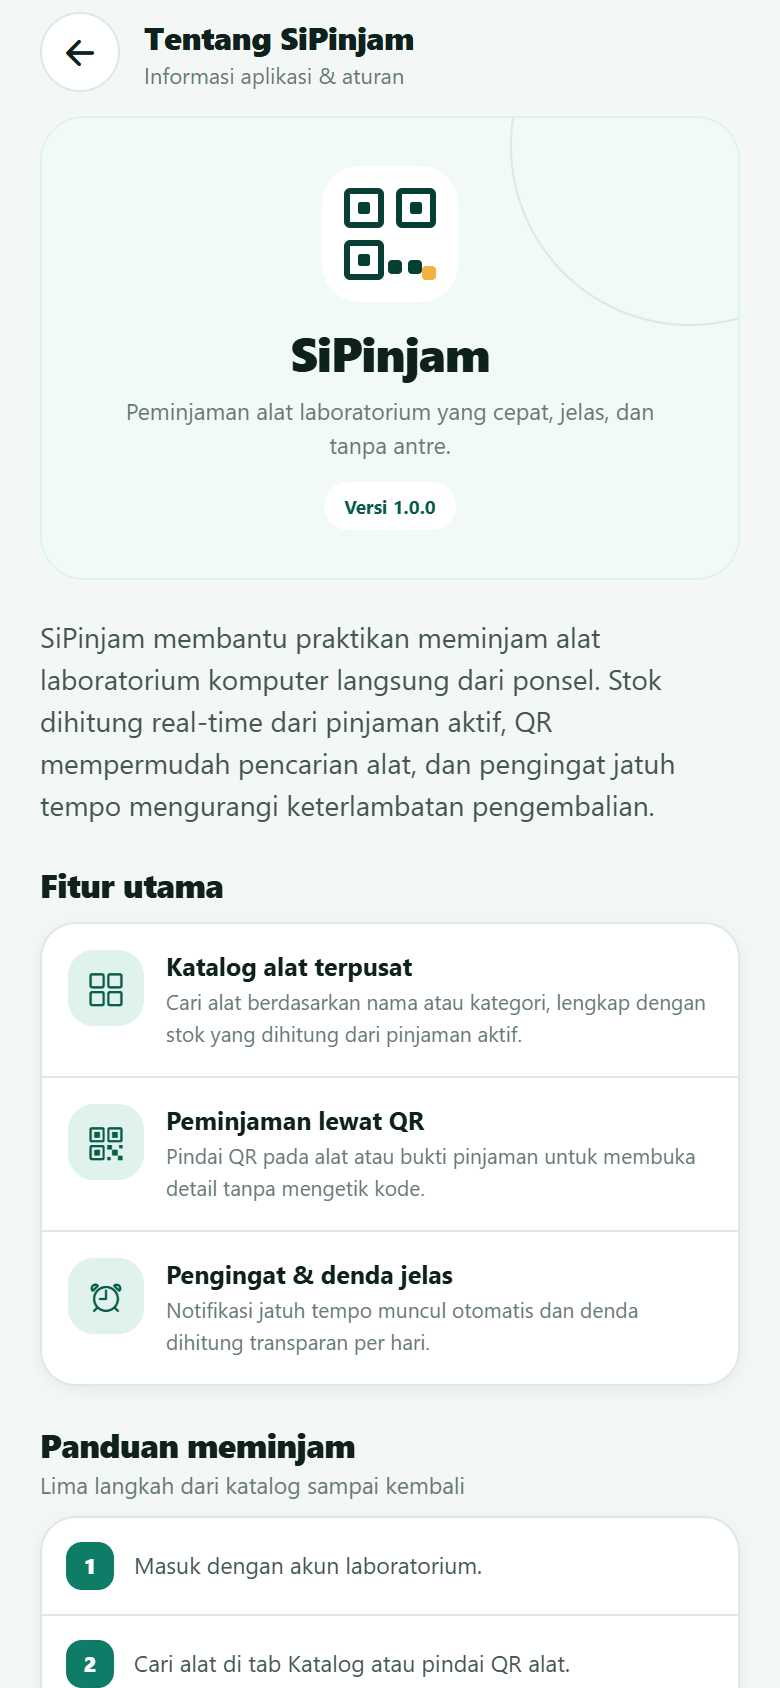 Tentang SiPinjam
Informasi aplikasi & aturan
SiPinjam
Peminjaman alat laboratorium yang cepat, jelas, dan
tanpa antre.
Versi 1.0.0
SiPinjam membantu praktikan meminjam alat
laboratorium komputer langsung dari ponsel. Stok
dihitung real-time dari pinjaman aktif, QR
mempermudah pencarian alat, dan pengingat jatuh
tempo mengurangi keterlambatan pengembalian.
Fitur utama
Katalog alat terpusat
Cari alat berdasarkan nama atau kategori, lengkap dengan
stok yang dihitung dari pinjaman aktif.
Peminjaman lewat QR
Pindai QR pada alat atau bukti pinjaman untuk membuka
detail tanpa mengetik kode.
Pengingat & denda jelas
Notifikasi jatuh tempo muncul otomatis dan denda
dihitung transparan per hari.
Panduan meminjam
Lima langkah dari katalog sampai kembali
1 Masuk dengan akun laboratorium.
2 Cari alat di tab Katalog atau pindai QR alat.